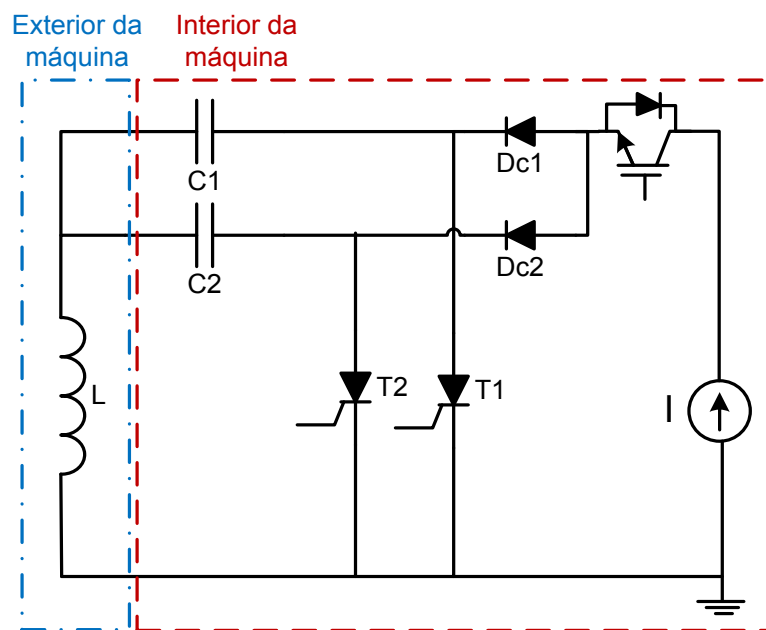 Exterior da
máquina
Interior da
máquina
C1
Dc1
C2
Dc2
T2
T1
L
I